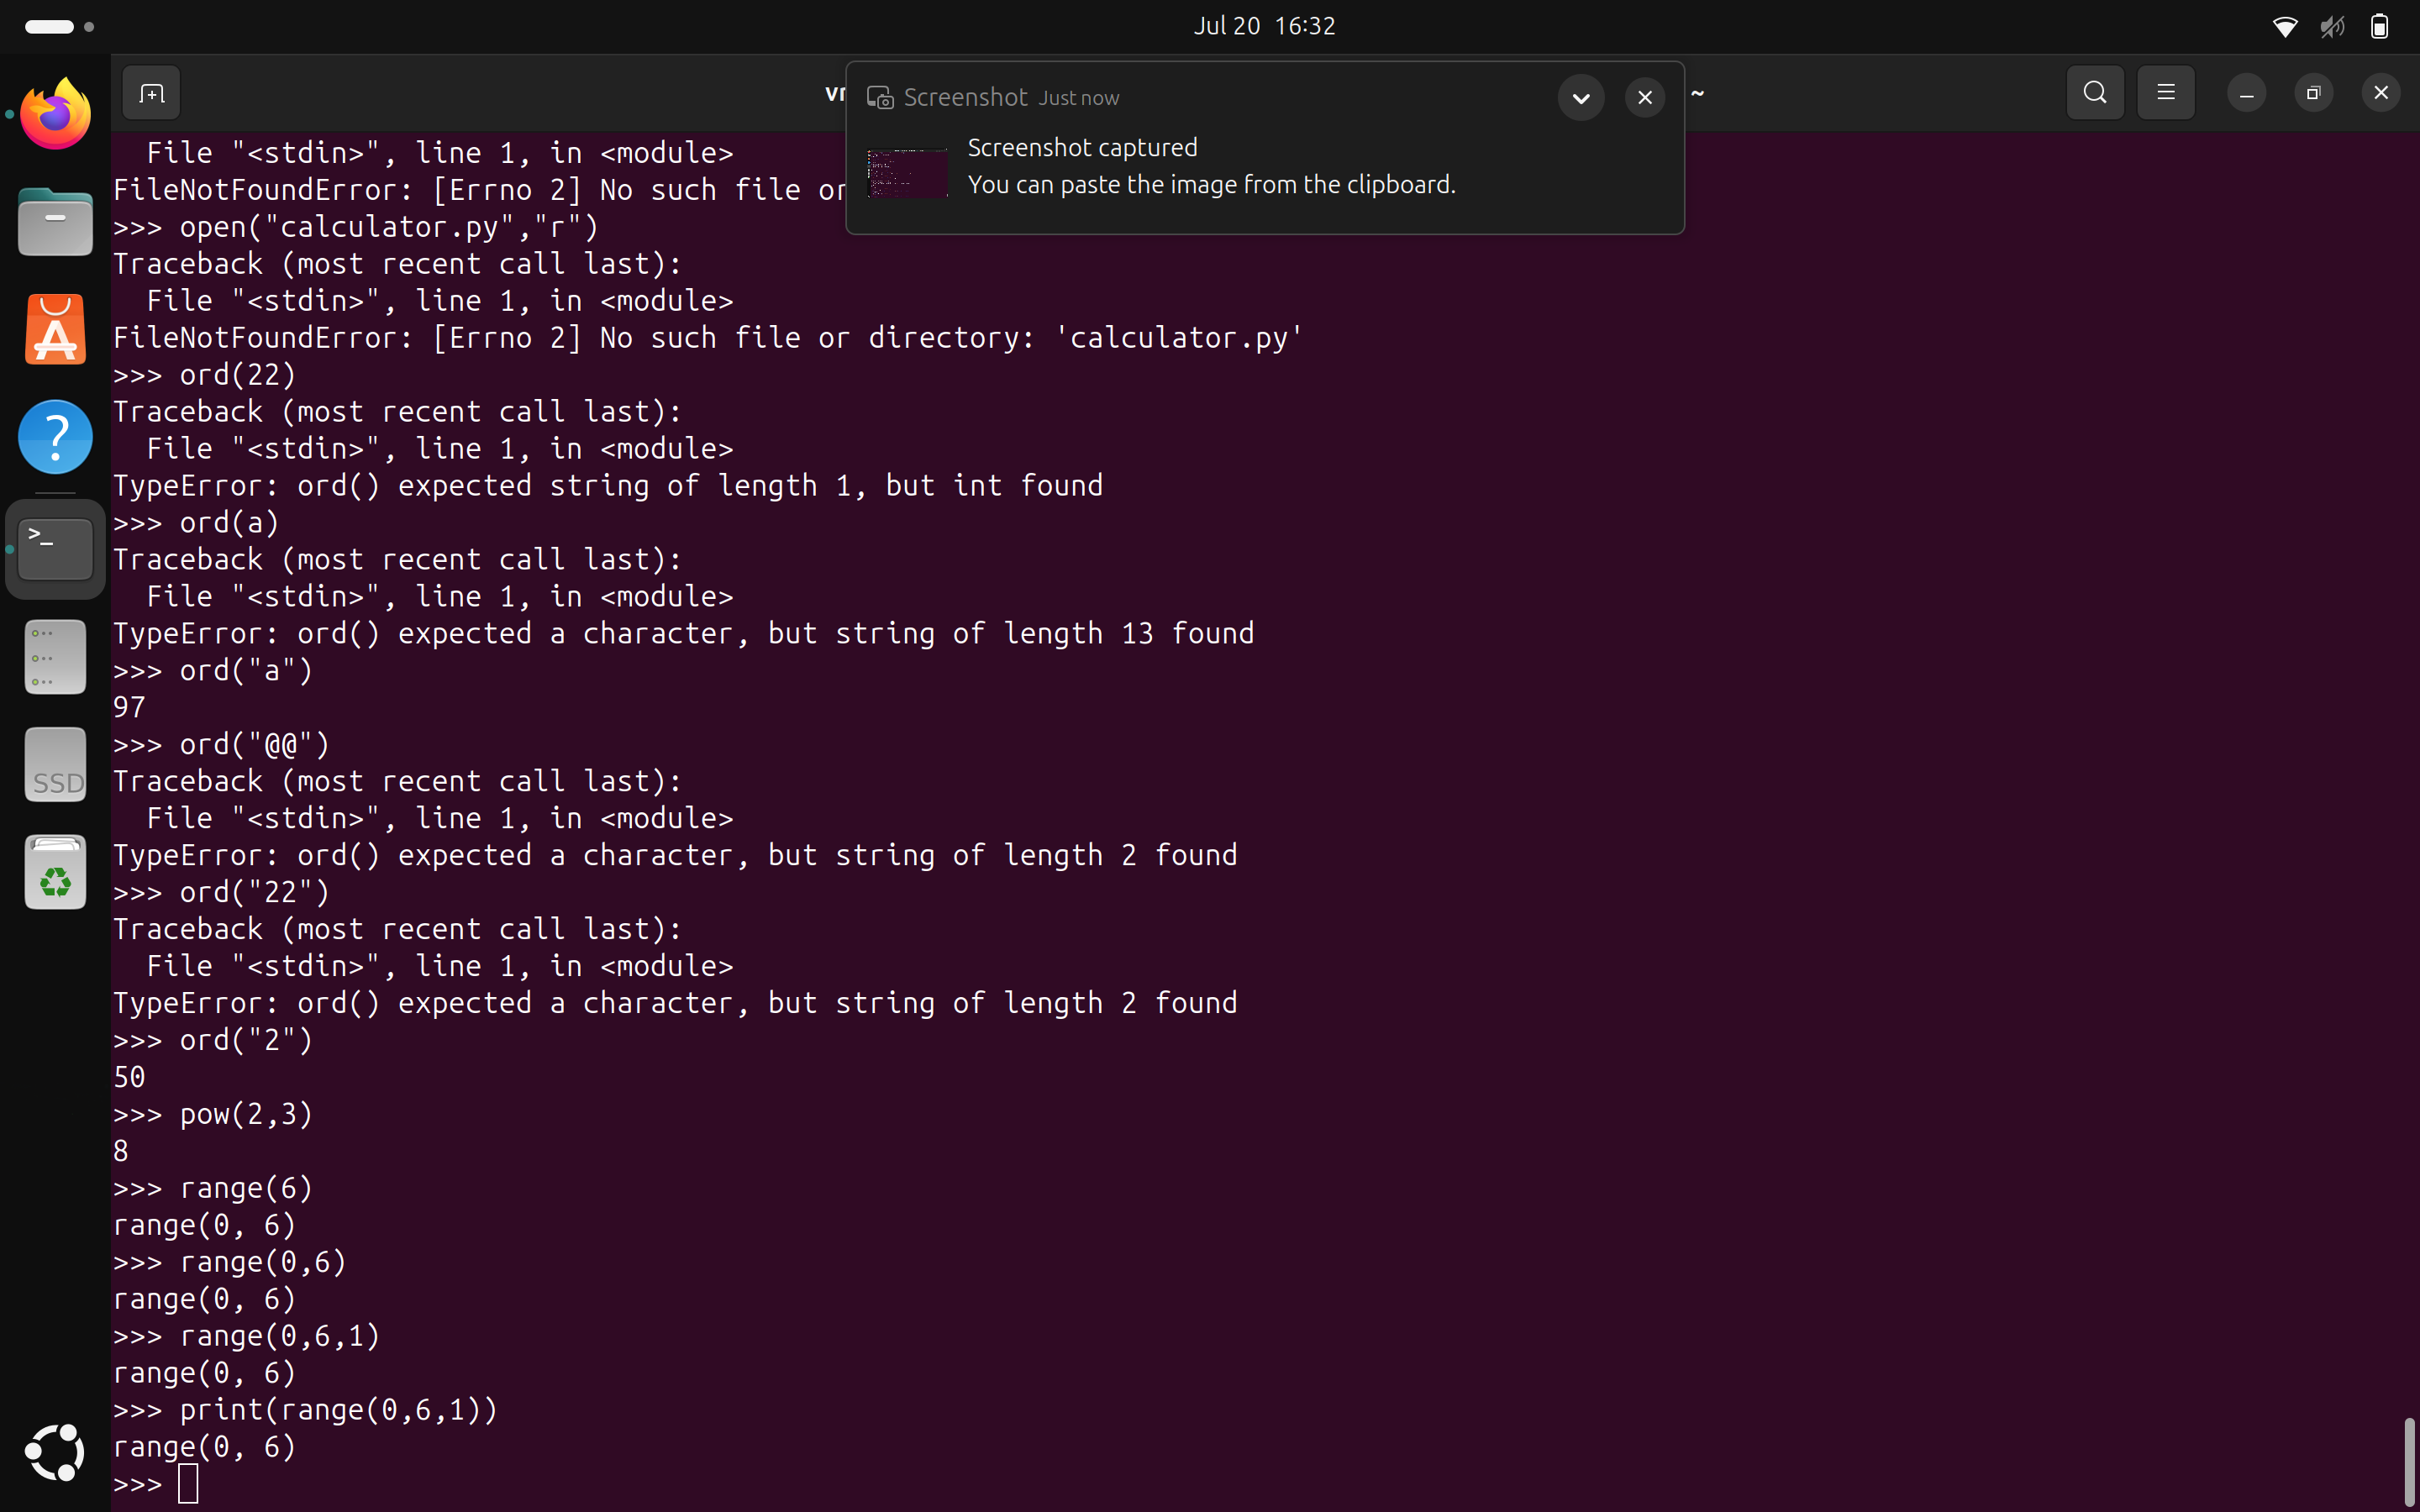 Jul 20 16:32
Screenshot Just now
Screenshot captured
You can paste the image from the clipboard.
~
File "<stdin>", line 1, in <module>
FileNotFoundError: [Errno 2] No such file or
>>> open("calculator.py","r")
Traceback (most recent call last):
  File "<stdin>", line 1, in <module>
FileNotFoundError: [Errno 2] No such file or directory: 'calculator.py'
>>> ord(22)
Traceback (most recent call last):
  File "<stdin>", line 1, in <module>
TypeError: ord() expected string of length 1, but int found
>>> ord(a)
Traceback (most recent call last):
  File "<stdin>", line 1, in <module>
TypeError: ord() expected a character, but string of length 13 found
>>> ord("a")
97
>>> ord("@@")
Traceback (most recent call last):
  File "<stdin>", line 1, in <module>
TypeError: ord() expected a character, but string of length 2 found
>>> ord("22")
Traceback (most recent call last):
  File "<stdin>", line 1, in <module>
TypeError: ord() expected a character, but string of length 2 found
>>> ord("2")
50
>>> pow(2,3)
8
>>> range(6)
range(0, 6)
>>> range(0,6)
range(0, 6)
>>> range(0,6,1)
range(0, 6)
>>> print(range(0,6,1))
range(0, 6)
>>>
SSD